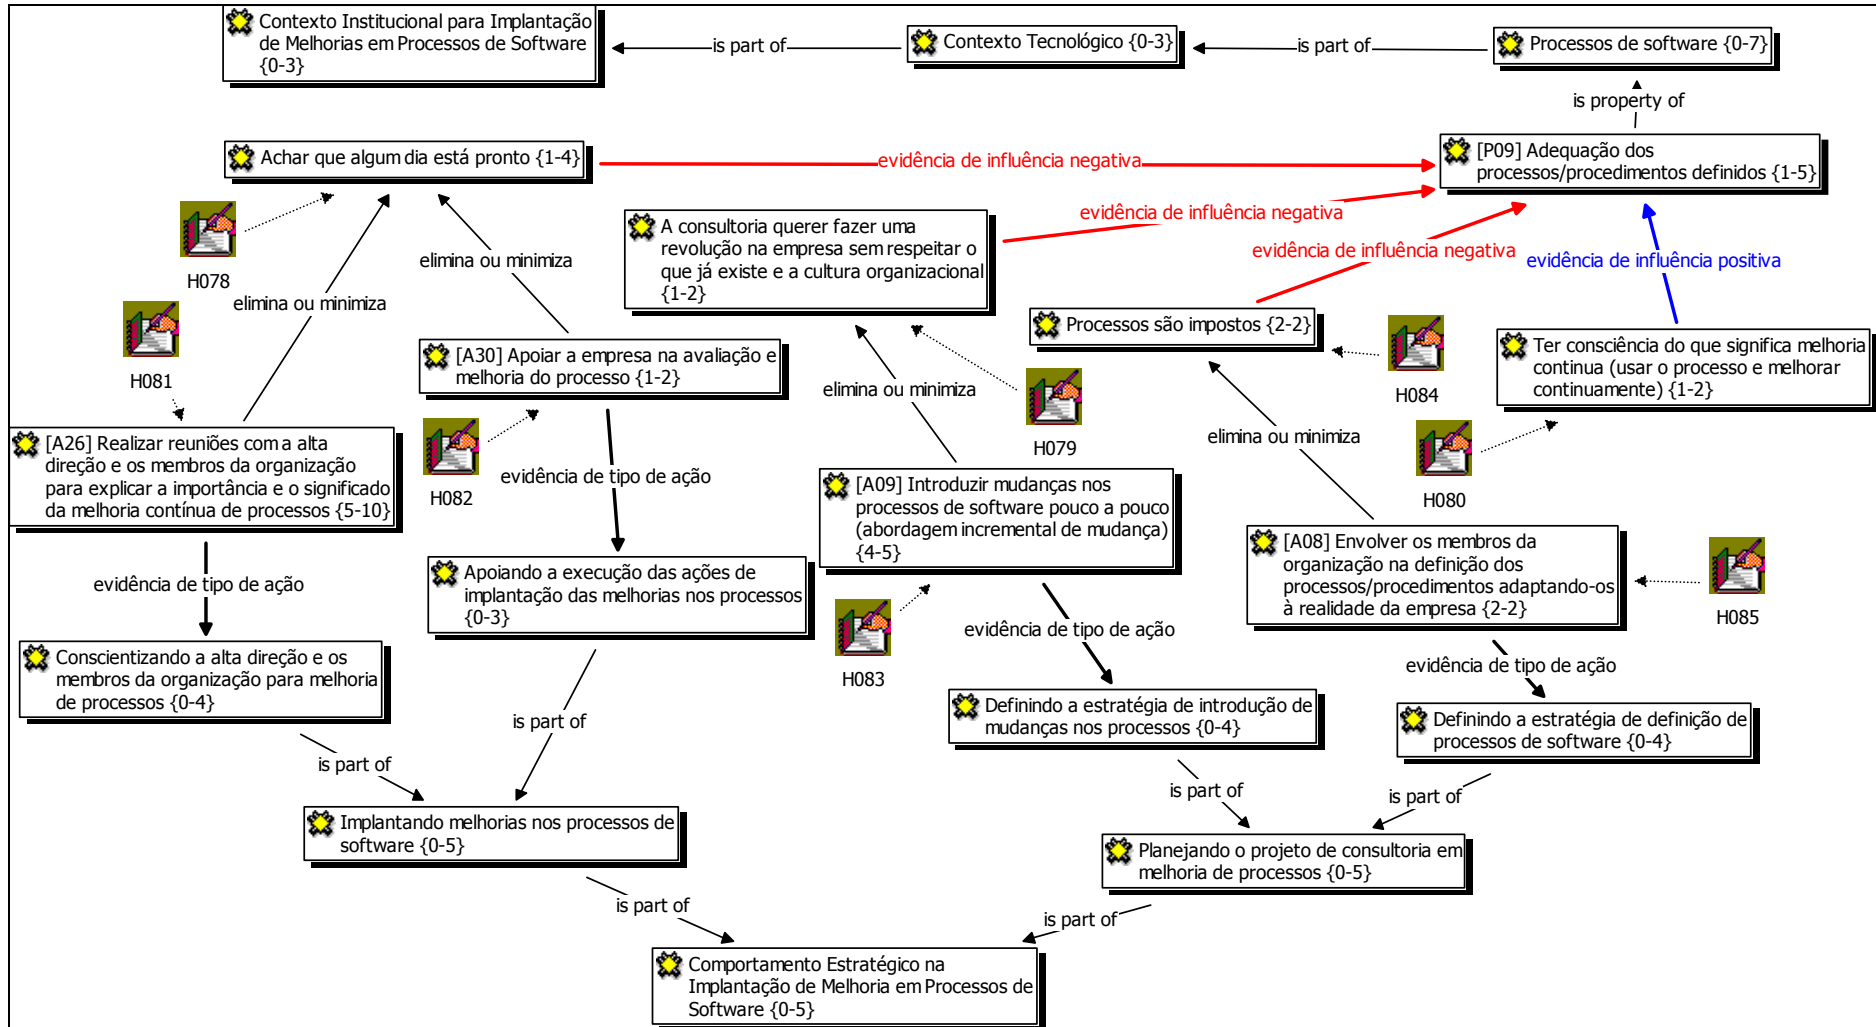 Contexto Institucional para Implantação
de Melhorias em Processos de Software
{0-3}
is part of
Contexto Tecnológico {0-3}
is part of
Processos de software {0-7}
is property of
Achar que algum dia está pronto {1-4}
evidência de influência negativa
[P09] Adequação dos
processos/procedimentos definidos {1-5}
H078
A consultoria querer fazer uma
revolução na empresa sem respeitar o
que já existe e a cultura organizacional
{1-2}
evidência de influência negativa
evidência de influência negativa
evidência de influência positiva
elimina ou minimiza
elimina ou minimiza
H081
[A30] Apoiar a empresa na avaliação e
melhoria do processo {1-2}
Processos são impostos {2-2}
H084
Ter consciência do que significa melhoria
continua (usar o processo e melhorar
continuamente) {1-2}
elimina ou minimiza
H079
elimina ou minimiza
H080
[A26] Realizar reuniões com a alta
direção e os membros da organização
para explicar a importância e o significado
da melhoria contínua de processos {5-10}
H082
evidência de tipo de ação
[A09] Introduzir mudanças nos
processos de software pouco a pouco
(abordagem incremental de mudança)
{4-5}
[A08] Envolver os membros da
organização na definição dos
processos/procedimentos adaptando-os
à realidade da empresa {2-2}
H085
evidência de tipo de ação
Apoiando a execução das ações de
implantação das melhorias nos processos
{0-3}
H083
evidência de tipo de ação
evidência de tipo de ação
Conscientizando a alta direção e os
membros da organização para melhoria
de processos {0-4}
is part of
Definindo a estratégia de introdução de
mudanças nos processos {0-4}
Definindo a estratégia de definição de
processos de software {0-4}
is part of
is part of
is part of
Implantando melhorias nos processos de
software {0-5}
Planejando o projeto de consultoria em
melhoria de processos {0-5}
is part of
is part of
Comportamento Estratégico na
Implantação de Melhoria em Processos de
Software {0-5}